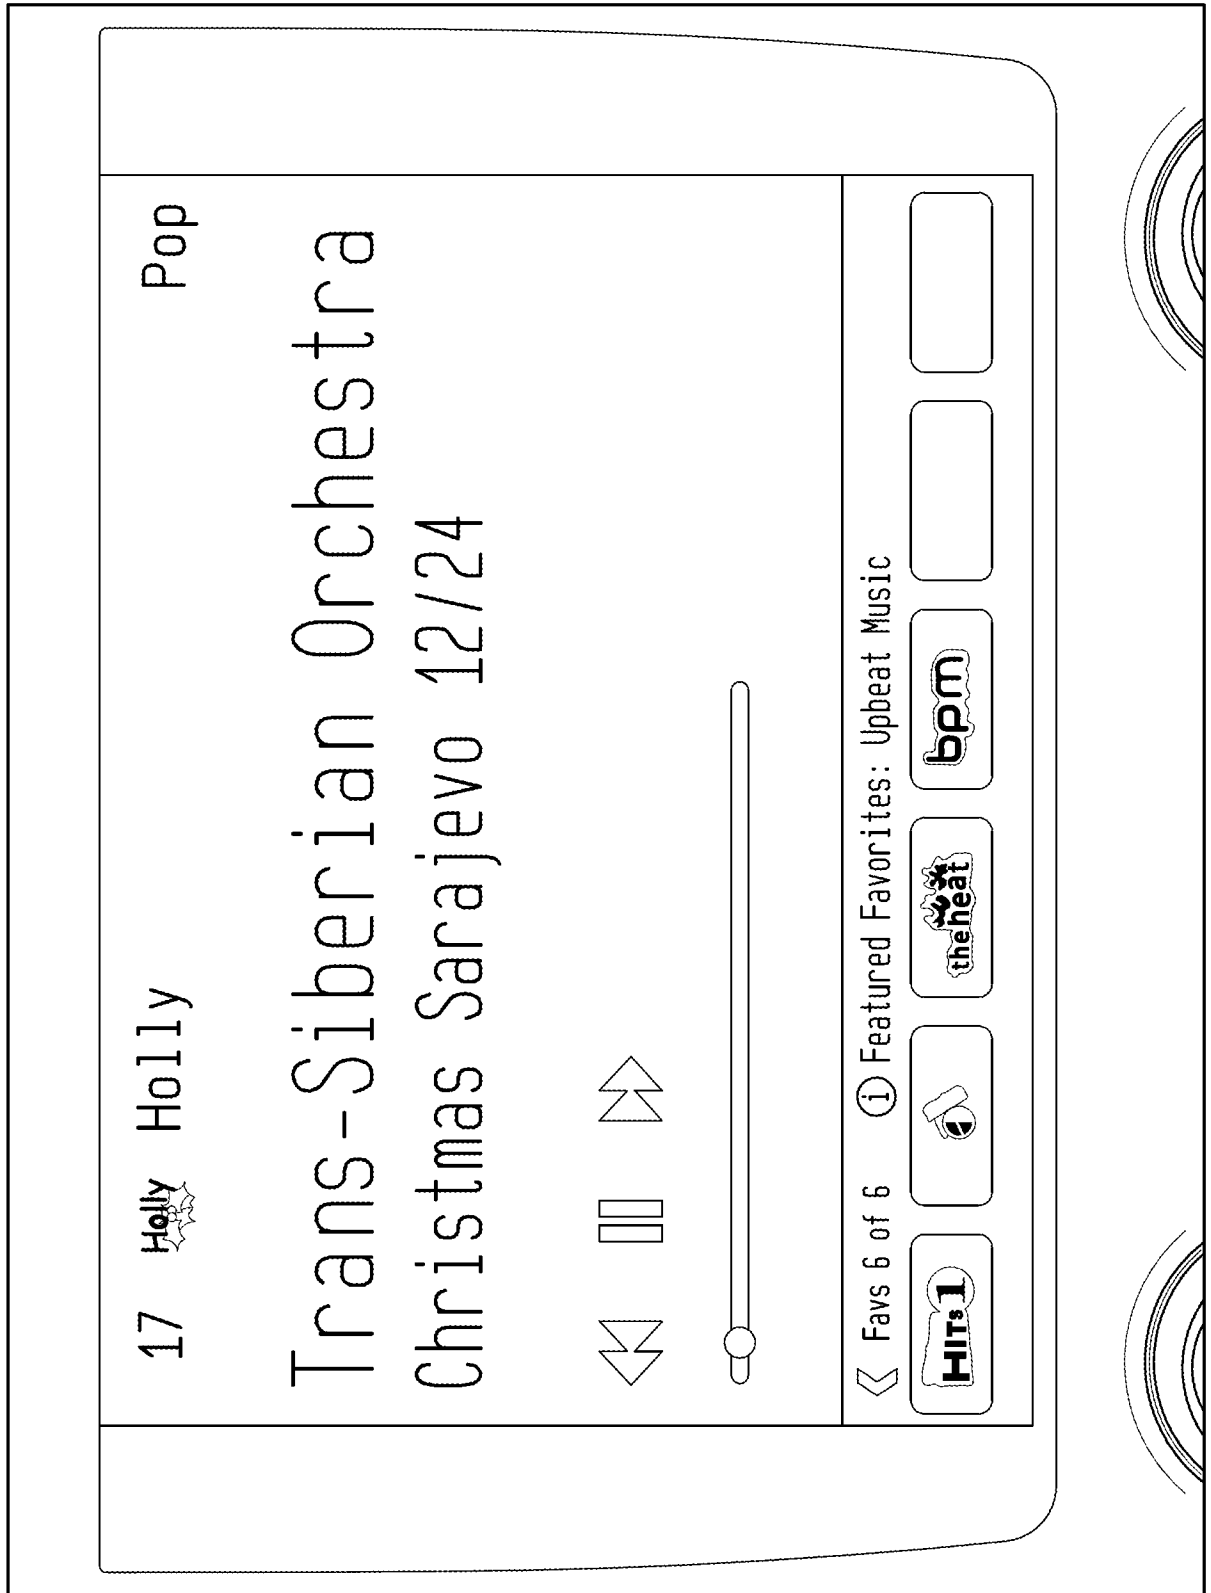 17 Holly Holly Pop
Trans-Siberian Orchestra
Christmas Sarajevo 12/24
Favs 6 of 6 i Featured Favorites: Upbeat Music
HITS 1 the heat bpm